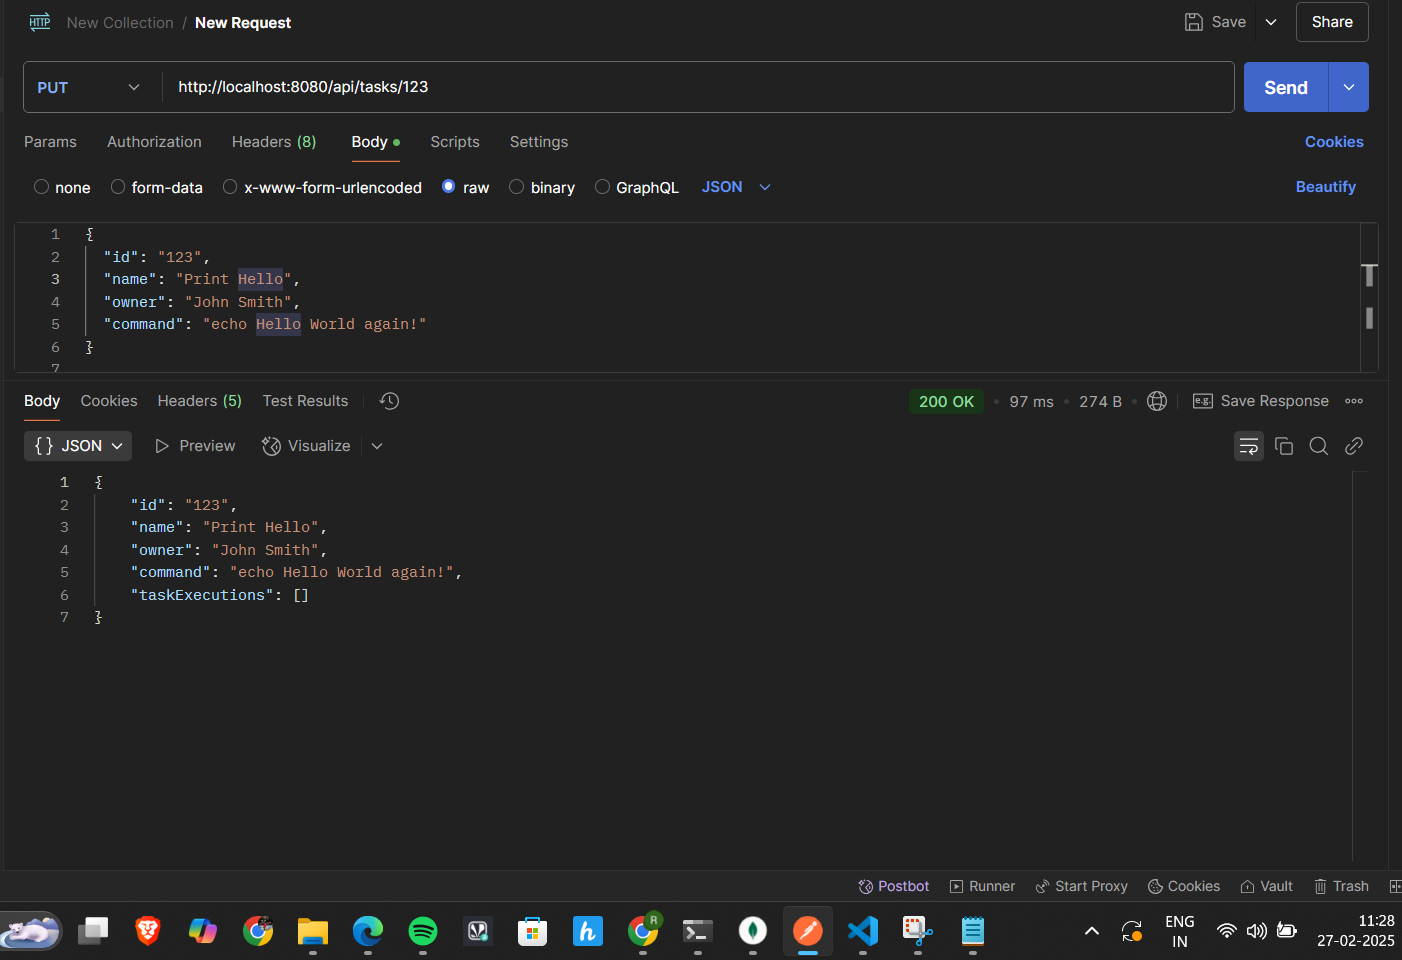 HTTP New Collection / New Request Save Share
PUT http://localhost:8080/api/tasks/123 Send
Params Authorization Headers (8) Body Scripts Settings Cookies
none form-data x-www-form-urlencoded raw binary GraphQL JSON Beautify
1 {
2 "id": "123",
3 "name": "Print Hello",
4 "owner": "John Smith",
5 "command": "echo Hello World again!"
6 }
7
Body Cookies Headers (5) Test Results 200 OK • 97 ms • 274 B • e.g. Save Response
{} JSON Preview Visualize
1 {
2 "id": "123",
3 "name": "Print Hello",
4 "owner": "John Smith",
5 "command": "echo Hello World again!",
6 "taskExecutions": []
7 }
Postbot Runner Start Proxy Cookies Vault Trash
h R ENG 11:28
IN 27-02-2025